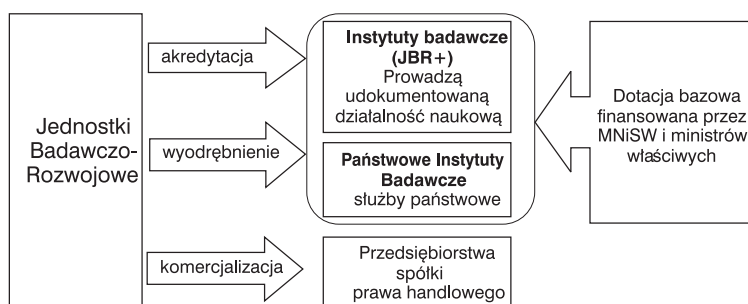 Jednostki
Badawczo-
Rozwojowe
akredytacja
wyodrębnienie
komercjalizacja
Instytuty badawcze
(JBR+)
Prowadzą
udokumentowaną
działalność naukową
Państwowe Instytuty
Badawcze
służby państwowe
Przedsiębiorstwa
spółki
prawa handlowego
Dotacja bazowa
finansowana przez
MNiSW i ministrów
właściwych